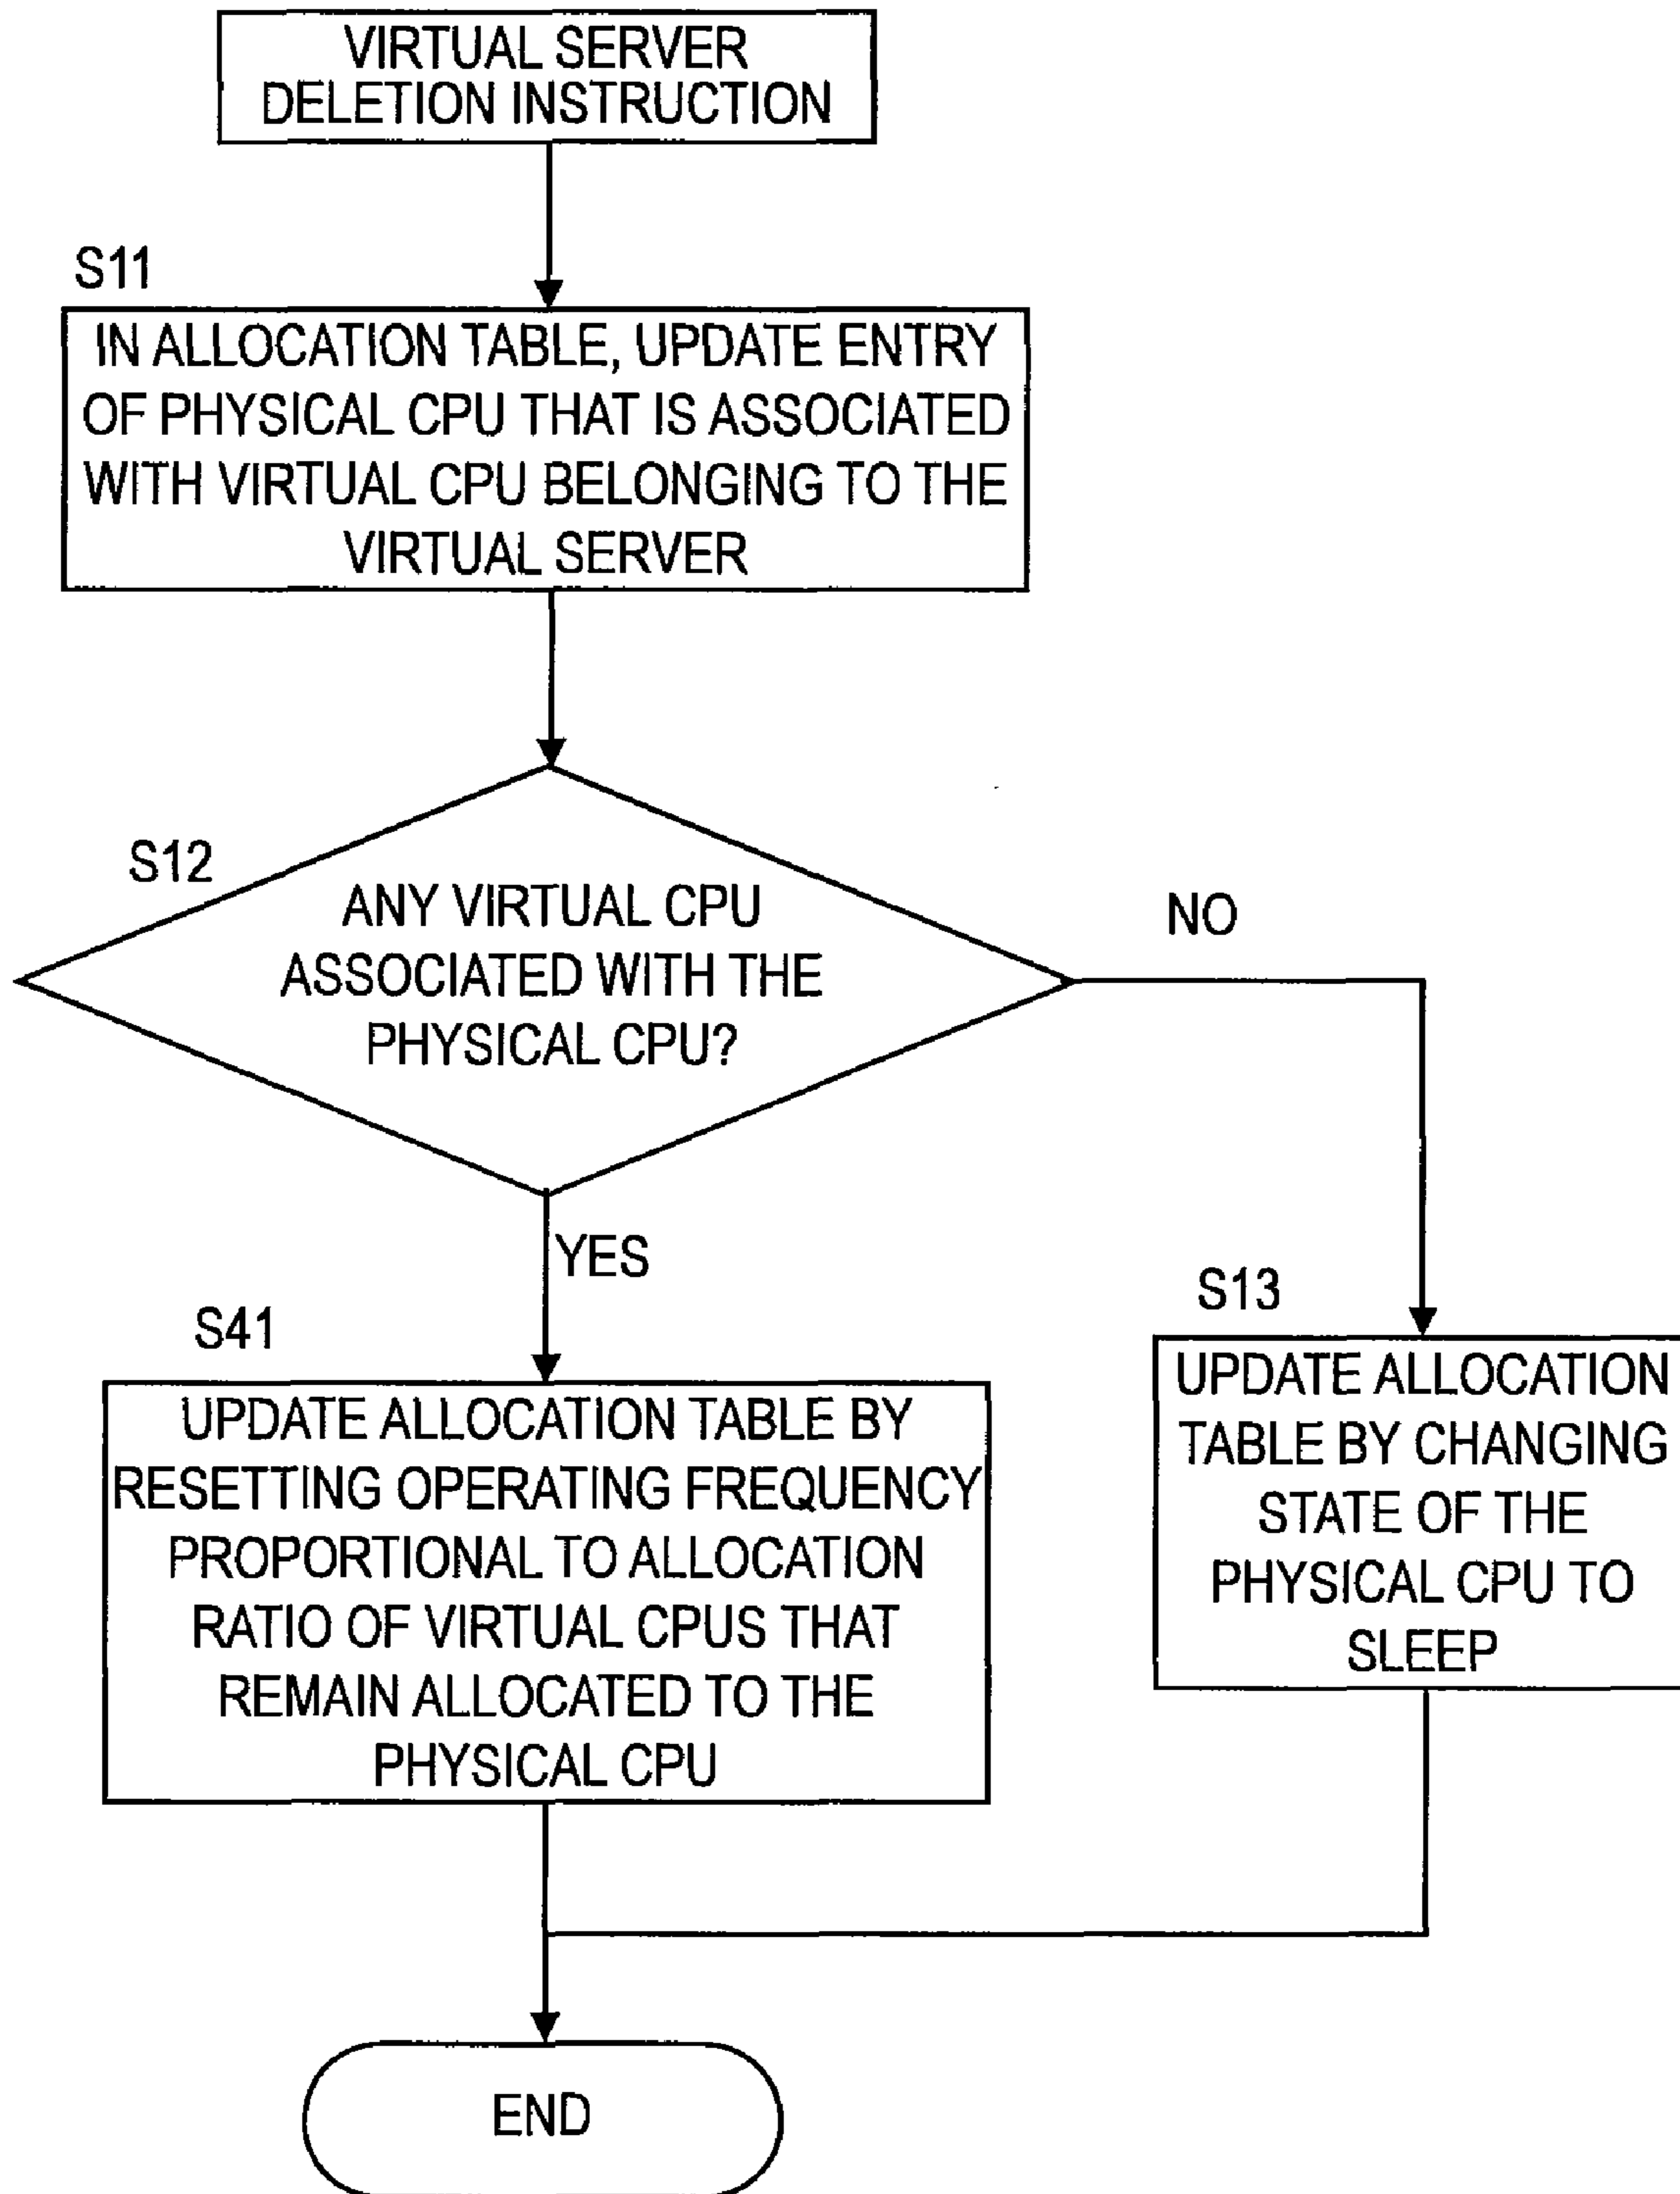 VIRTUAL SERVER
DELETION INSTRUCTION
S11
IN ALLOCATION TABLE, UPDATE ENTRY
OF PHYSICAL CPU THAT IS ASSOCIATED
WITH VIRTUAL CPU BELONGING TO THE
VIRTUAL SERVER
S12
ANY VIRTUAL CPU
ASSOCIATED WITH THE
PHYSICAL CPU?
NO
YES
S41
UPDATE ALLOCATION TABLE BY
RESETTING OPERATING FREQUENCY
PROPORTIONAL TO ALLOCATION
RATIO OF VIRTUAL CPUS THAT
REMAIN ALLOCATED TO THE
PHYSICAL CPU
S13
UPDATE ALLOCATION
TABLE BY CHANGING
STATE OF THE
PHYSICAL CPU TO
SLEEP
END